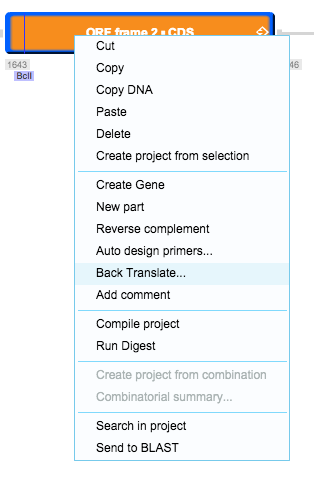 ORF frame 2 • CDS
1643
46
BclI
Cut
Copy
Copy DNA
Paste
Delete
Create project from selection
Create Gene
New part
Reverse complement
Auto design primers...
Back Translate...
Add comment
Compile project
Run Digest
Create project from combination
Combinatorial summary...
Search in project
Send to BLAST